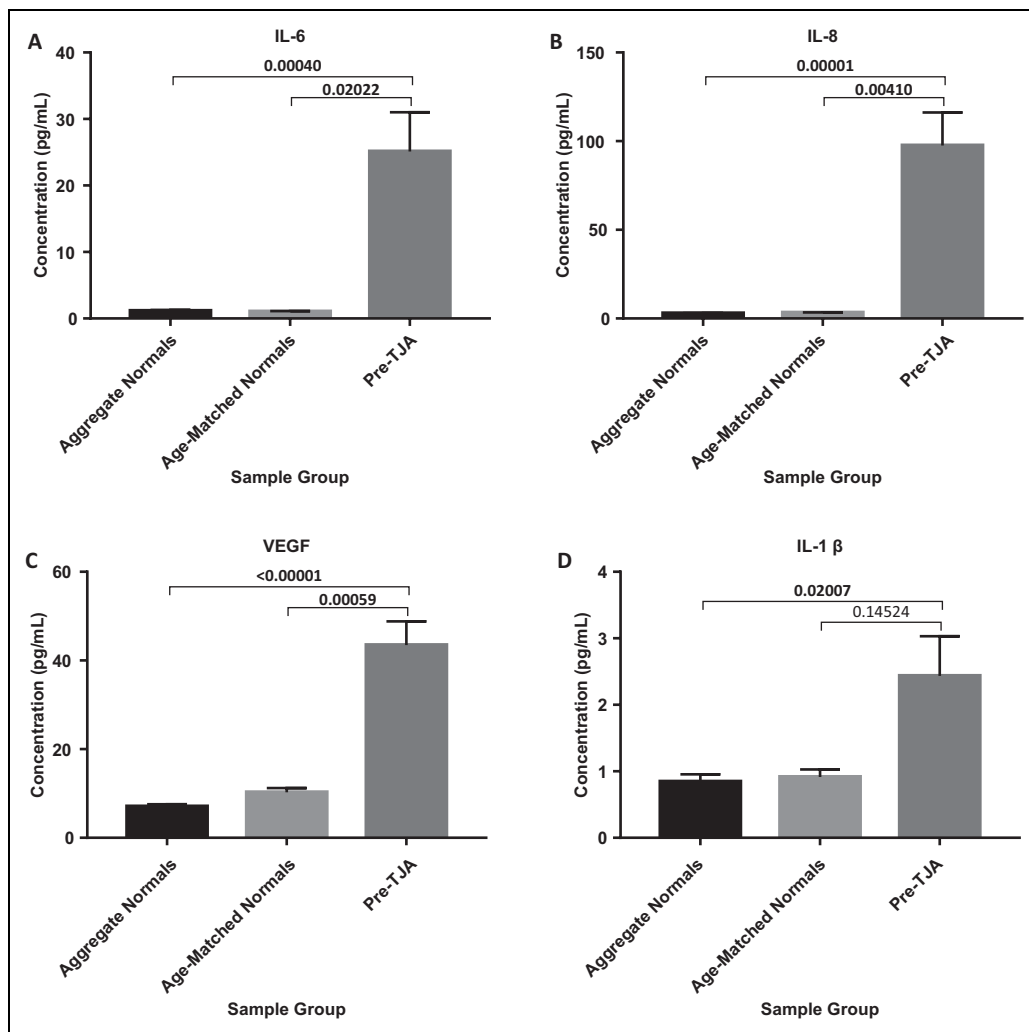 A
IL-6
40
30
20
10
0
Concentration (pg/mL)
0.00040
0.02022
Aggregate Normals
Age-Matched Normals
Pre-TJA
Sample Group
B
IL-8
150
100
50
0
Concentration (pg/mL)
0.00001
0.00410
Aggregate Normals
Age-Matched Normals
Pre-TJA
Sample Group
C
VEGF
60
40
20
0
Concentration (pg/mL)
<0.00001
0.00059
Aggregate Normals
Age-Matched Normals
Pre-TJA
Sample Group
D
IL-1 β
4
3
2
1
0
Concentration (pg/mL)
0.02007
0.14524
Aggregate Normals
Age-Matched Normals
Pre-TJA
Sample Group